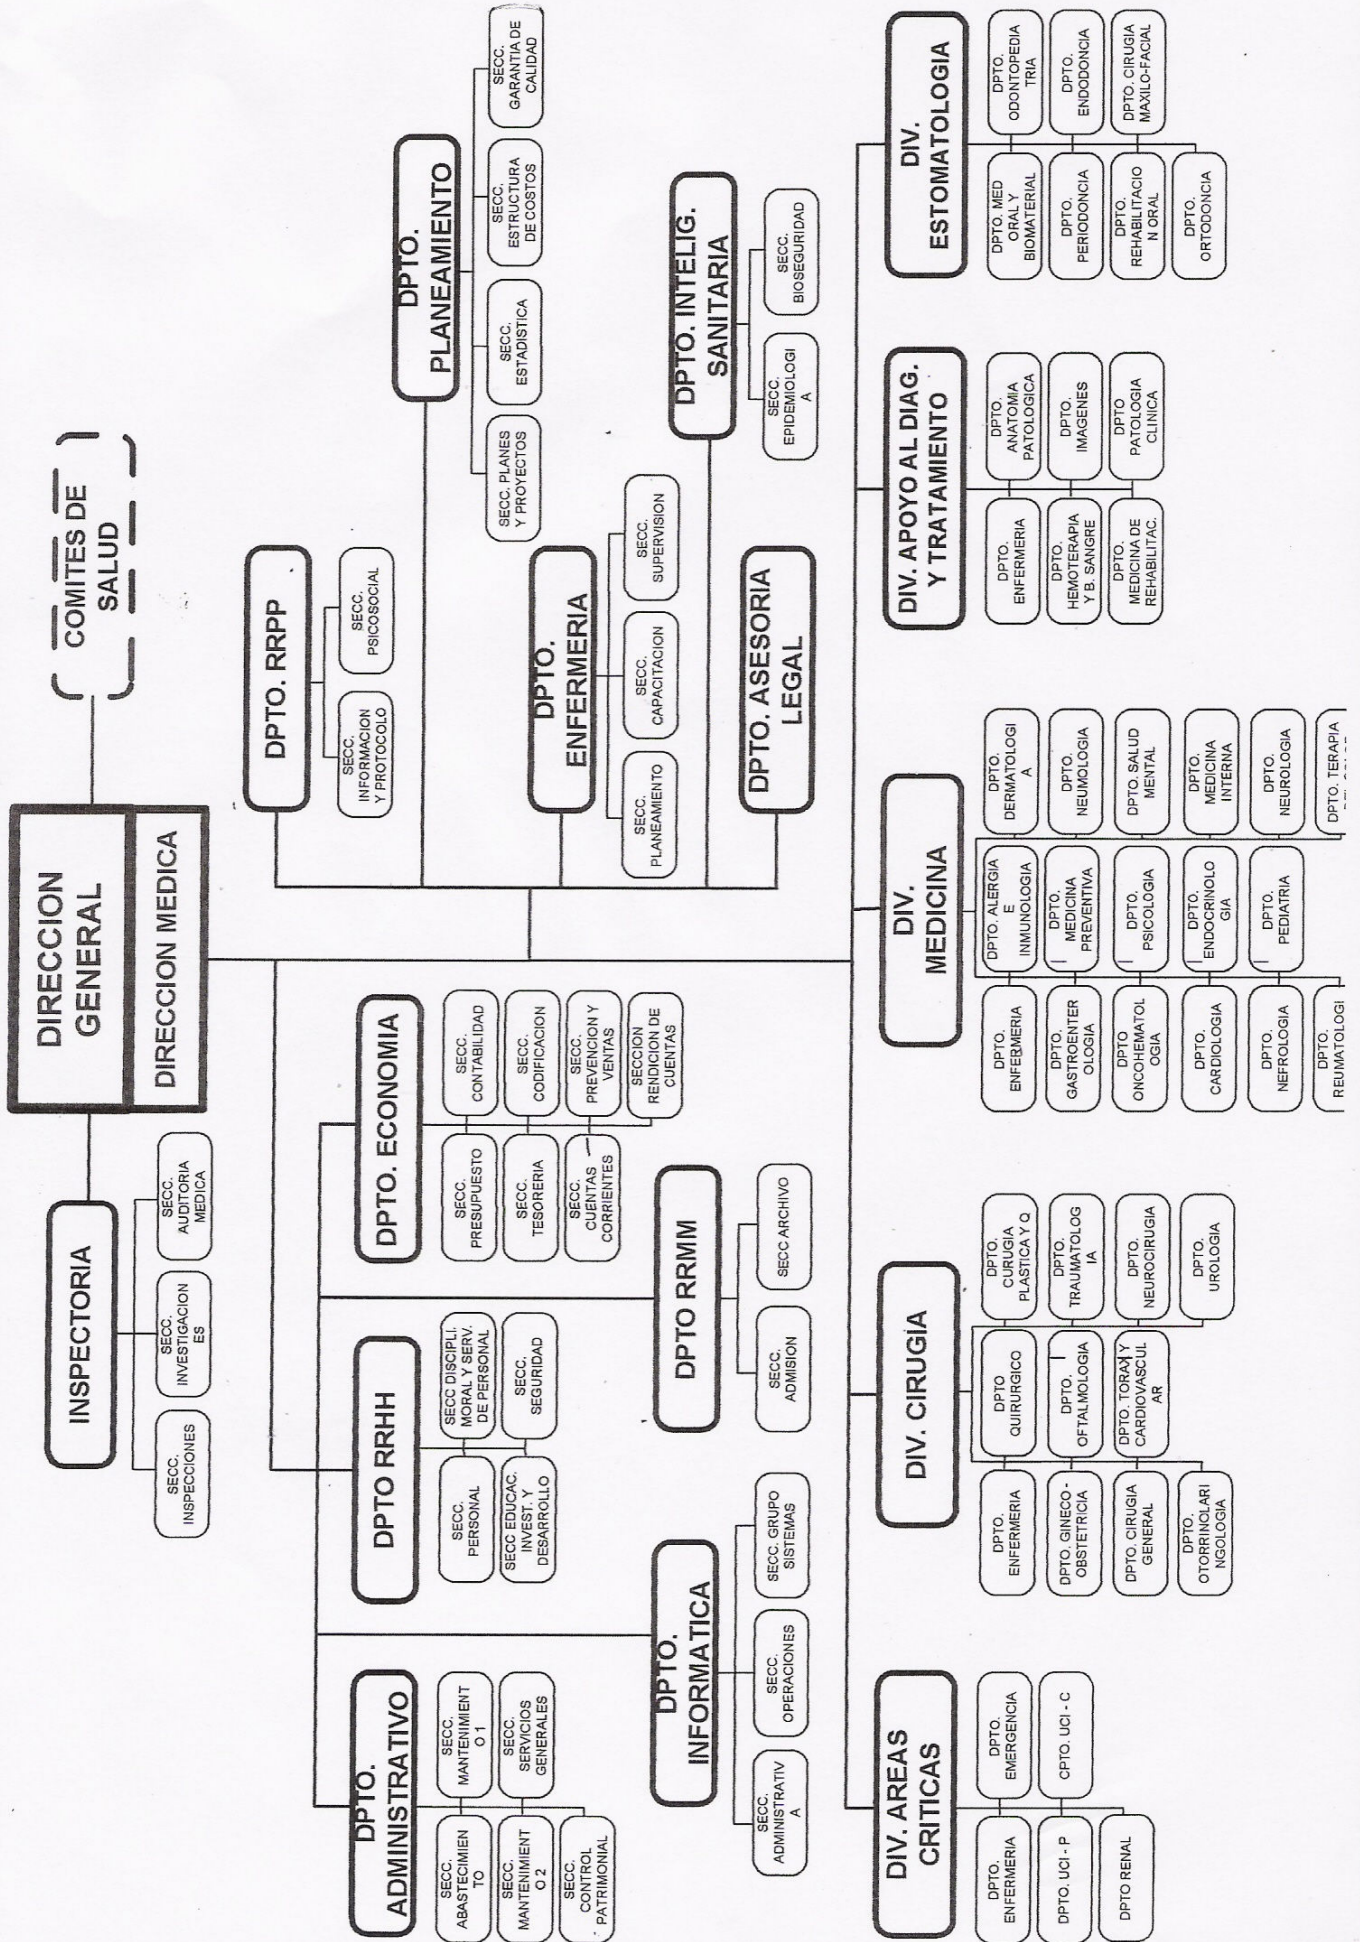 DIRECCION
GENERAL
DIRECCION MEDICA
COMITES DE
SALUD
INSPECTORIA
SECC.
INSPECCIONES
SECC.
INVESTIGACION
ES
SECC.
AUDITORIA
MEDICA
DPTO. RRPP
SECC.
INFORMACION
Y PROTOCOLO
SECC.
PSICOSOCIAL
DPTO.
PLANEAMIENTO
SECC. PLANES
Y PROYECTOS
SECC.
ESTADISTICA
SECC.
ESTRUCTURA
DE COSTOS
SECC.
GARANTIA DE
CALIDAD
DPTO.
ADMINISTRATIVO
SECC.
ABASTECIMIEN
TO
SECC.
MANTENIMIENT
O 1
SECC.
MANTENIMIENT
O 2
SECC.
SERVICIOS
GENERALES
SECC.
CONTROL
PATRIMONIAL
DPTO RRHH
SECC.
PERSONAL
SECC DISCIPLI.
MORAL Y SERV.
DE PERSONAL
SECC EDUCAC.
INVEST. Y
DESARROLLO
SECC.
SEGURIDAD
DPTO. ECONOMIA
SECC.
PRESUPUESTO
SECC.
CONTABILIDAD
SECC.
TESORERIA
SECC.
CODIFICACION
SECC.
CUENTAS
CORRIENTES
SECC.
PREVENCION Y
VENTAS
SECCION
RENDICION DE
CUENTAS
DPTO.
ENFERMERIA
SECC.
PLANEAMIENTO
SECC.
CAPACITACION
SECC.
SUPERVISION
DPTO. INTELIG.
SANITARIA
SECC.
EPIDEMIOLOGI
A
SECC.
BIOSEGURIDAD
DPTO.
INFORMATICA
SECC.
ADMINISTRATIV
A
SECC.
OPERACIONES
SECC. GRUPO
SISTEMAS
DPTO RRMM
SECC.
ADMISION
SECC ARCHIVO
DPTO. ASESORIA
LEGAL
DIV. AREAS
CRITICAS
DPTO.
ENFERMERIA
DPTO.
EMERGENCIA
DPTO. UCI - P
CPTO. UCI - C
DPTO RENAL
DIV. CIRUGIA
DPTO.
ENFERMERIA
DPTO
QUIRURGICO
DPTO.
CURUGIA
PLASTICA Y Q
DPTO. GINECO -
OBSTETRICIA
DPTO.
OFTALMOLOGIA
DPTO.
TRAUMATOLOG
IA
DPTO. CIRUGIA
GENERAL
DPTO. TORAX Y
CARDIOVASCUL
AR
DPTO.
NEUROCIRUGIA
DPTO.
OTORRINOLARI
NGOLOGIA
DPTO.
UROLOGIA
DIV.
MEDICINA
DPTO.
ENFERMERIA
DPTO. ALERGIA
E
INMUNOLOGIA
DPTO.
DERMATOLOGI
A
DPTO.
GASTROENTER
OLOGIA
DPTO.
MEDICINA
PREVENTIVA
DPTO.
NEUMOLOGIA
DPTO
ONCOHEMATOL
OGIA
DPTO.
PSICOLOGIA
DPTO. SALUD
MENTAL
DPTO.
CARDIOLOGIA
DPTO.
ENDOCRINOLO
GIA
DPTO.
MEDICINA
INTERNA
DPTO.
NEFROLOGIA
DPTO.
PEDIATRIA
DPTO.
NEUROLOGIA
DPTO.
REUMATOLOGI
DPTO. TERAPIA
DIV. APOYO AL DIAG.
Y TRATAMIENTO
DPTO.
ENFERMERIA
DPTO.
ANATOMIA
PATOLOGICA
DPTO.
HEMOTERAPIA
Y B. SANGRE
DPTO.
IMAGENES
DPTO.
MEDICINA DE
REHABILITAC.
DPTO
PATOLOGIA
CLINICA
DIV.
ESTOMATOLOGIA
DPTO. MED
ORAL Y
BIOMATERIAL
DPTO.
ODONTOPEDIA
TRIA
DPTO.
PERIODONCIA
DPTO.
ENDODONCIA
DPTO.
REHABILITACIO
N ORAL
DPTO. CIRUGIA
MAXILO-FACIAL
DPTO.
ORTODONCIA